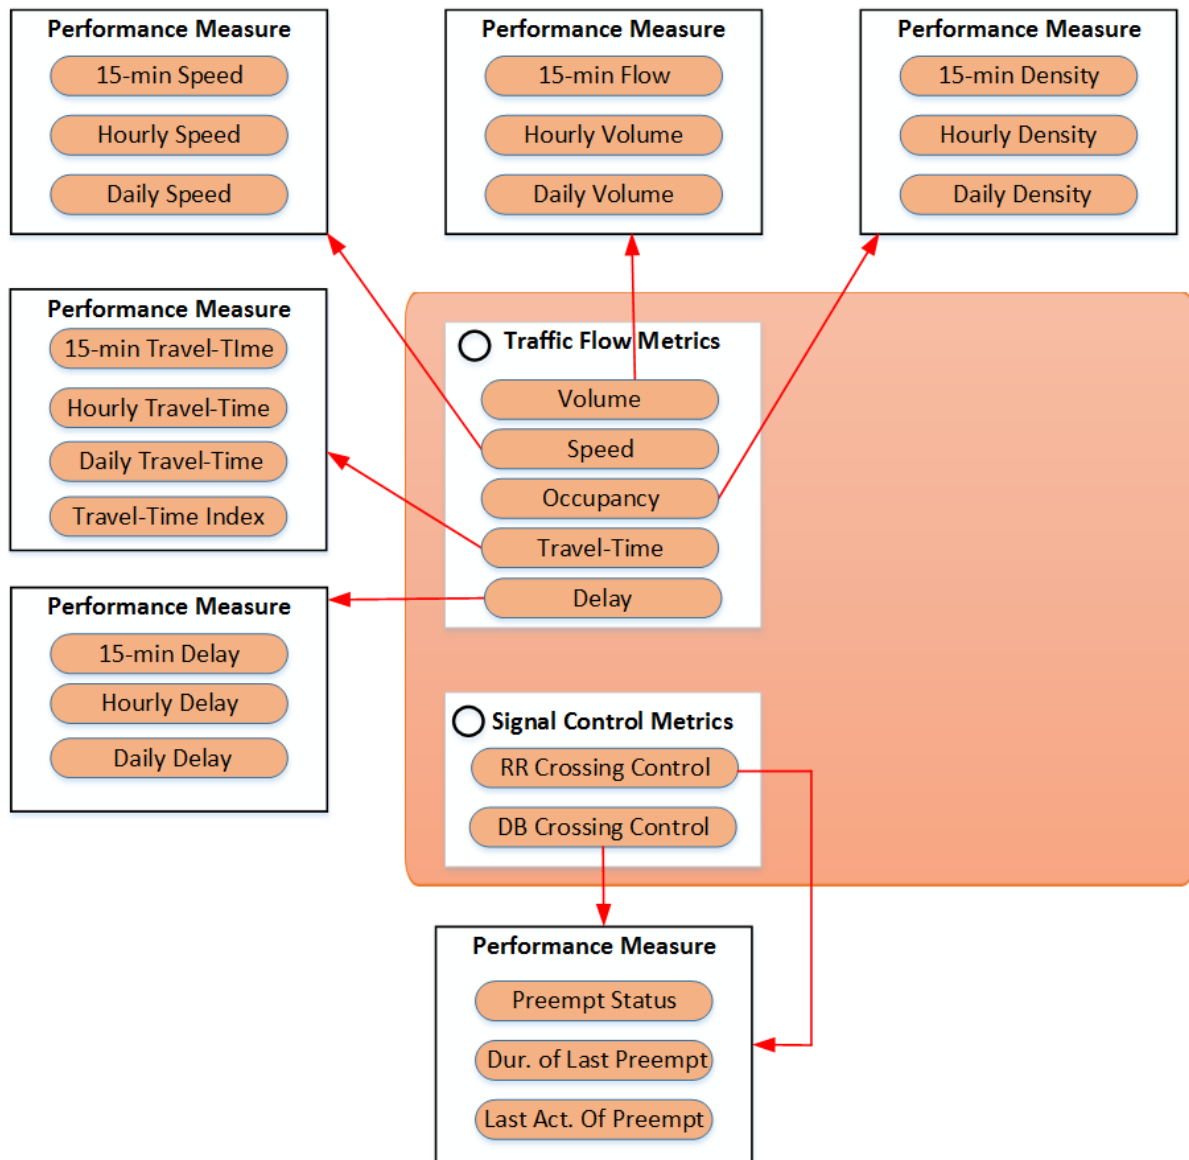 Performance Measure
15-min Speed
Hourly Speed
Daily Speed
Performance Measure
15-min Flow
Hourly Volume
Daily Volume
Performance Measure
15-min Density
Hourly Density
Daily Density
Performance Measure
15-min Travel-TIme
Hourly Travel-Time
Daily Travel-Time
Travel-Time Index
Traffic Flow Metrics
Volume
Speed
Occupancy
Travel-Time
Delay
Performance Measure
15-min Delay
Hourly Delay
Daily Delay
Signal Control Metrics
RR Crossing Control
DB Crossing Control
Performance Measure
Preempt Status
Dur. of Last Preempt
Last Act. Of Preempt